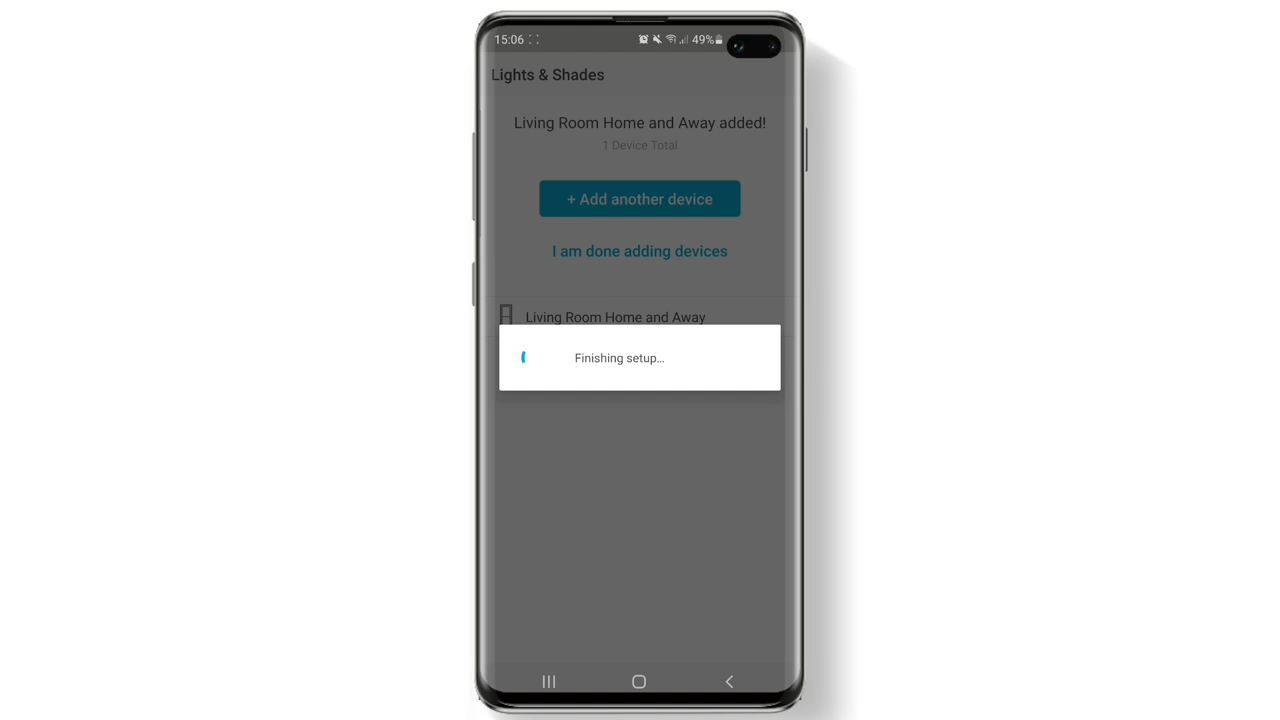 15:06 49%
Lights & Shades
Living Room Home and Away added!
1 Device Total
+ Add another device
I am done adding devices
Living Room Home and Away
Finishing setup...